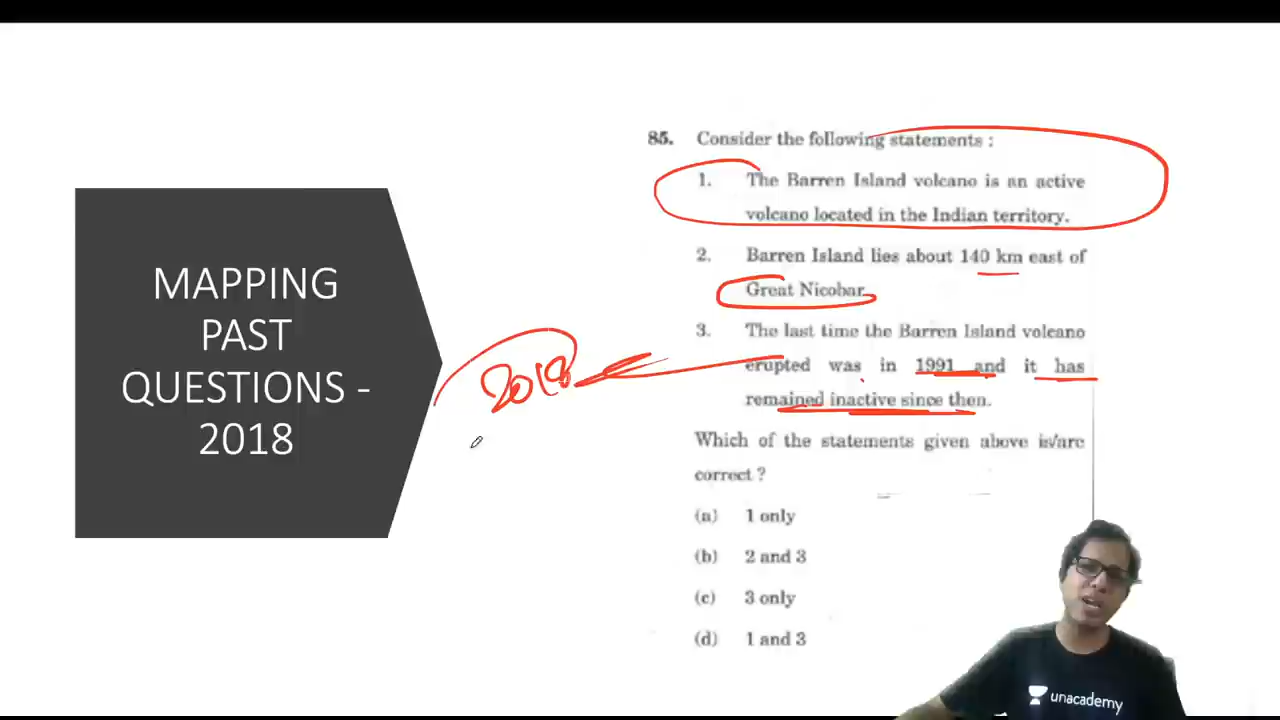 MAPPING
PAST
QUESTIONS -
2018
2018
85. Consider the following statements :
1. The Barren Island volcano is an active
volcano located in the Indian territory.
2. Barren Island lies about 140 km east of
Great Nicobar.
3. The last time the Barren Island volcano
erupted was in 1991 and it has
remained inactive since then.
Which of the statements given above is/are
correct ?
(a) 1 only
(b) 2 and 3
(c) 3 only
(d) 1 and 3
unacademy